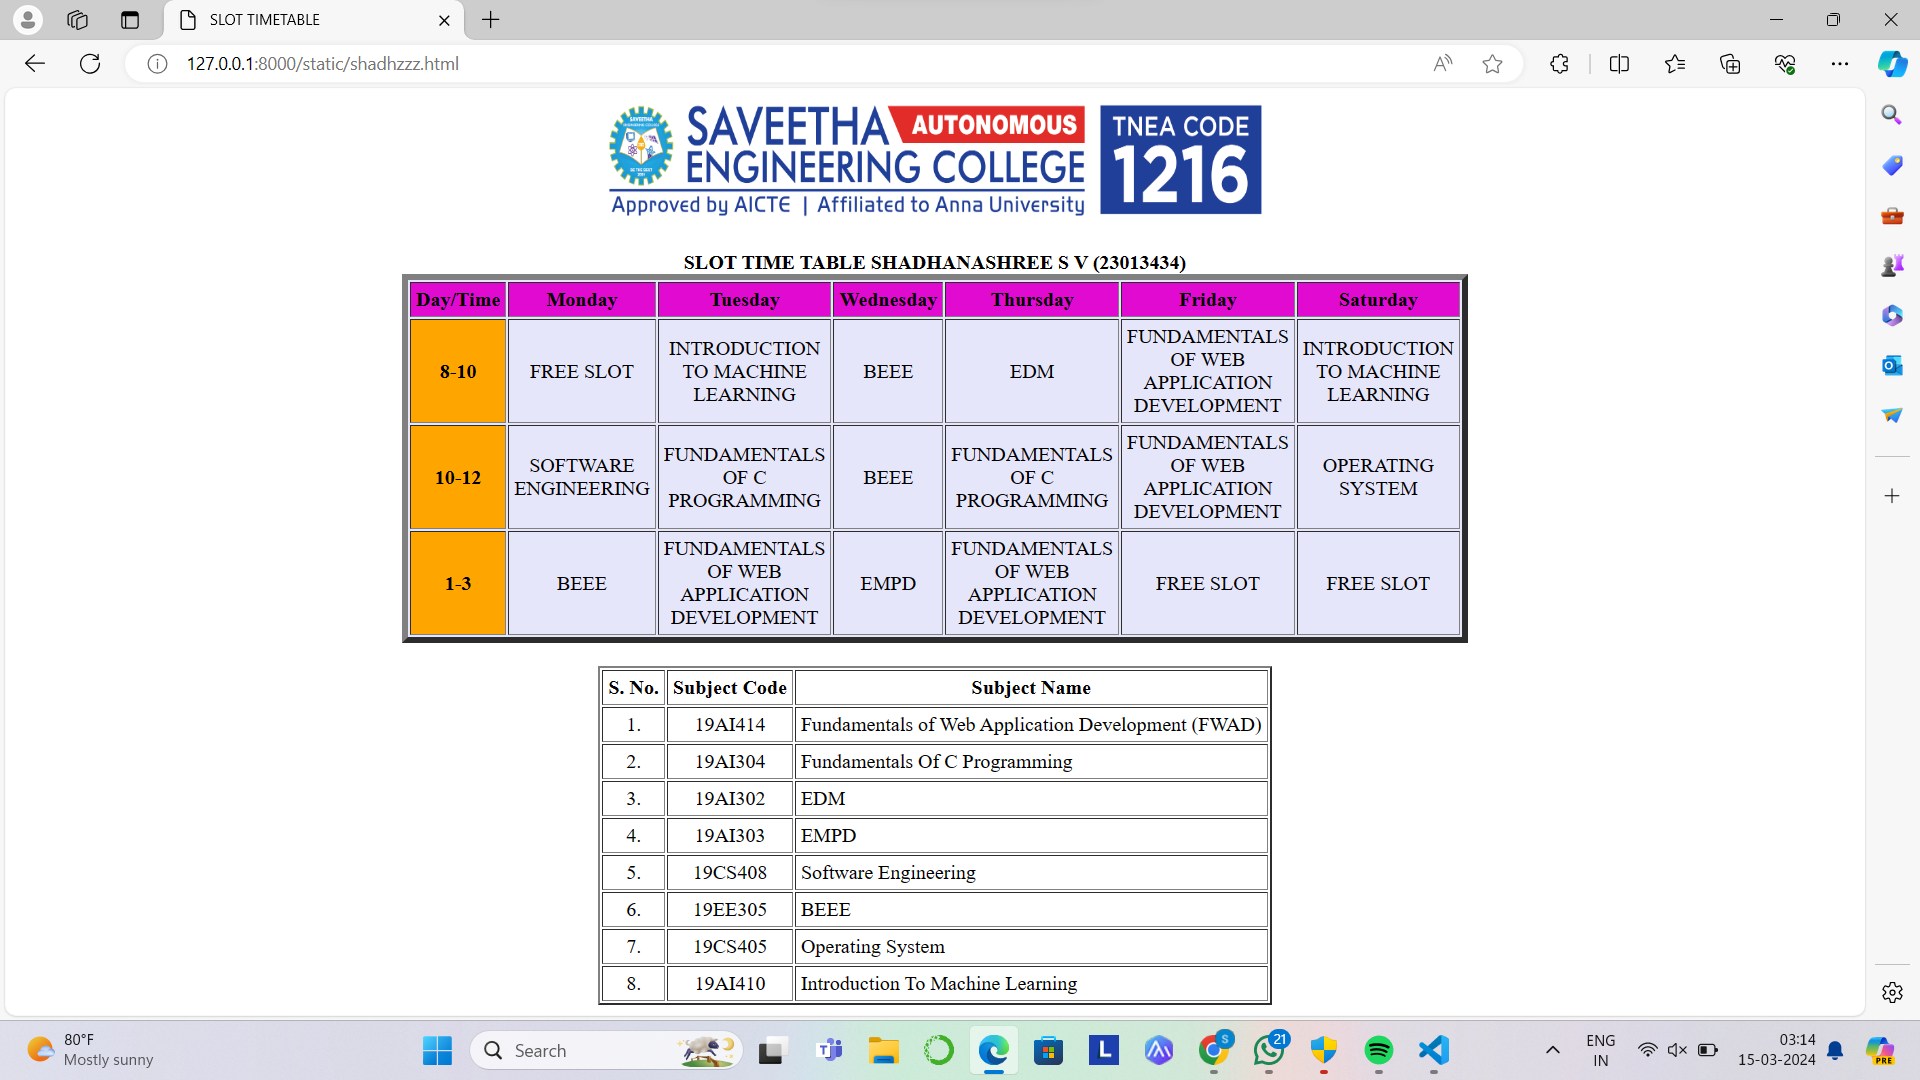 SLOT TIMETABLE
127.0.0.1:8000/static/shadhzzz.html
SAVEETHA AUTONOMOUS
ENGINEERING COLLEGE
Approved by AICTE | Affiliated to Anna University
TNEA CODE
1216
SLOT TIME TABLE SHADHANASHREE S V (23013434)
Day/Time Monday Tuesday Wednesday Thursday Friday Saturday
8-10
FREE SLOT
INTRODUCTION
TO MACHINE
LEARNING
BEEE
EDM
FUNDAMENTALS
OF WEB
APPLICATION
DEVELOPMENT
INTRODUCTION
TO MACHINE
LEARNING
10-12
SOFTWARE
ENGINEERING
FUNDAMENTALS
OF C
PROGRAMMING
BEEE
FUNDAMENTALS
OF C
PROGRAMMING
FUNDAMENTALS
OF WEB
APPLICATION
DEVELOPMENT
OPERATING
SYSTEM
1-3
BEEE
FUNDAMENTALS
OF WEB
APPLICATION
DEVELOPMENT
EMPD
FUNDAMENTALS
OF WEB
APPLICATION
DEVELOPMENT
FREE SLOT
FREE SLOT
S. No. Subject Code Subject Name
1. 19AI414 Fundamentals of Web Application Development (FWAD)
2. 19AI304 Fundamentals Of C Programming
3. 19AI302 EDM
4. 19AI303 EMPD
5. 19CS408 Software Engineering
6. 19EE305 BEEE
7. 19CS405 Operating System
8. 19AI410 Introduction To Machine Learning
80°F
Mostly sunny
Search
L
S
21
ENG
IN
03:14
15-03-2024
PRE